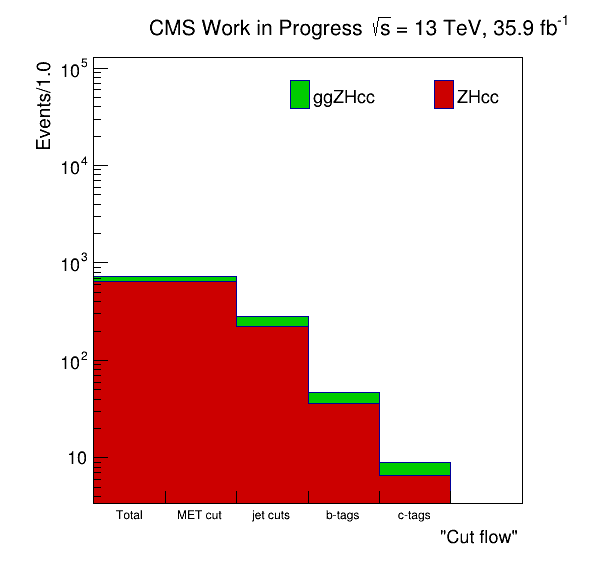 CMS Work in Progress √s = 13 TeV, 35.9 fb⁻¹
Events/1.0
10⁵
10⁴
10³
10²
10
ggZHcc
ZHcc
Total
MET cut
jet cuts
b-tags
c-tags
"Cut flow"